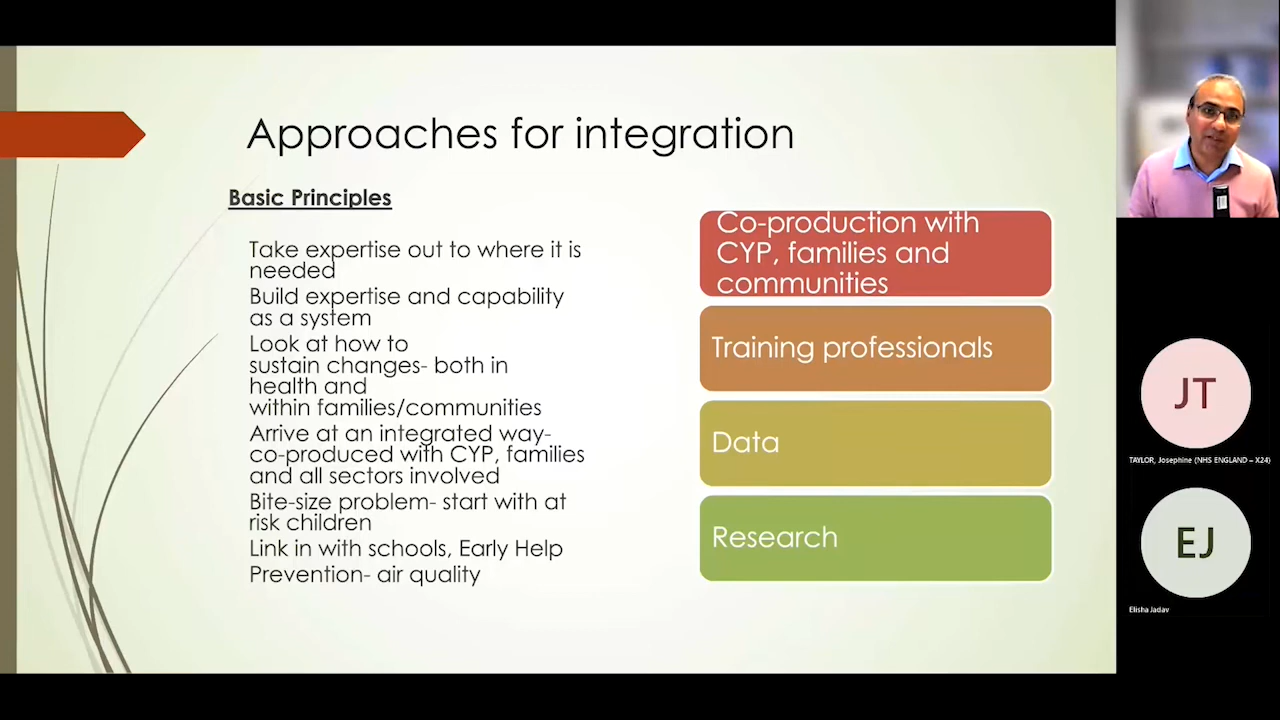 Approaches for integration
Basic Principles
Take expertise out to where it is
needed
Build expertise and capability
as a system
Look at how to
sustain changes- both in
health and
within families/communities
Arrive at an integrated way-
co-produced with CYP, families
and all sectors involved
Bite-size problem- start with at
risk children
Link in with schools, Early Help
Prevention- air quality
Co-production with
CYP, families and
communities
Training professionals
Data
Research
JT
TAYLOR, Josephine (NHS ENGLAND – X24)
EJ
Elisha Jadav